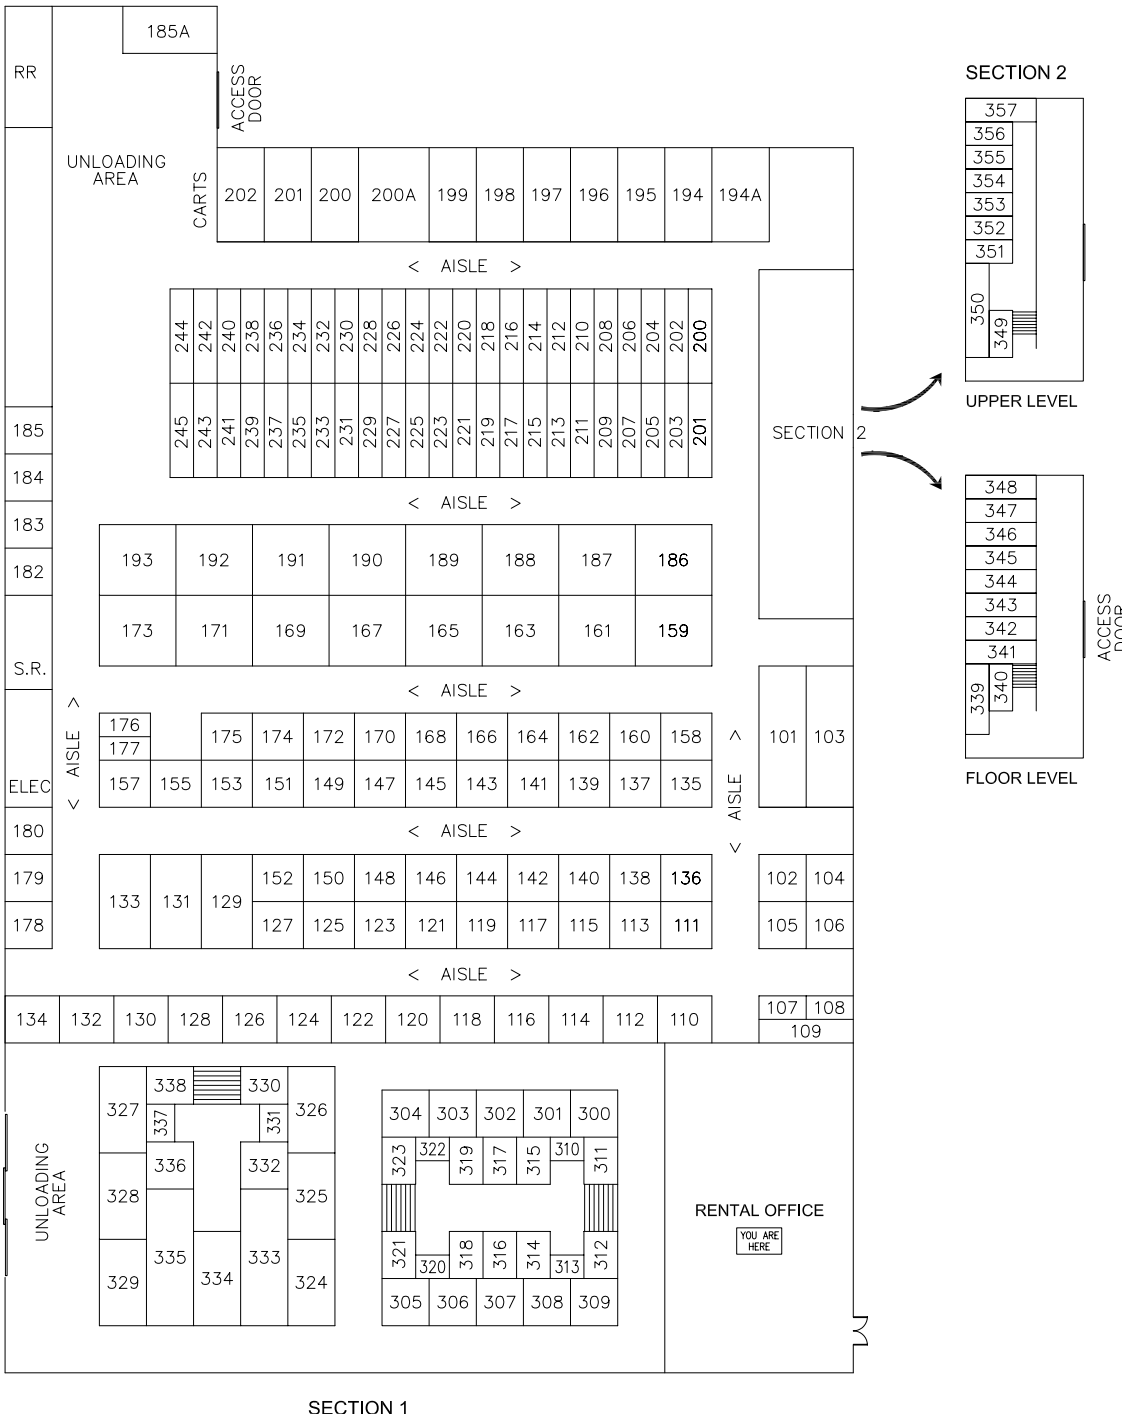 185A
RR
ACCESS
DOOR
UNLOADING
AREA
CARTS
202 201 200 200A 199 198 197 196 195 194 194A
< AISLE >
244 242 240 238 236 234 232 230 228 226 224 222 220 218 216 214 212 210 208 206 204 202 200
245 243 241 239 237 235 233 231 229 227 225 223 221 219 217 215 213 211 209 207 205 203 201
SECTION 2
185
184
183
182
S.R.
ELEC
180
179
178
< AISLE >
193 192 191 190 189 188 187 186
173 171 169 167 165 163 161 159
< AISLE >
< AISLE >
176
177
175 174 172 170 168 166 164 162 160 158
157 155 153 151 149 147 145 143 141 139 137 135
< AISLE >
101 103
< AISLE >
133 131 129 152 150 148 146 144 142 140 138 136
127 125 123 121 119 117 115 113 111
102 104
105 106
< AISLE >
134 132 130 128 126 124 122 120 118 116 114 112 110
107 108
109
UNLOADING
AREA
338 330
327 326
337 331
336 332
328 325
335 334 333
329 324
304 303 302 301 300
323 322 319 317 315 310 311
321 320 318 316 314 313 312
305 306 307 308 309
RENTAL OFFICE
YOU ARE
HERE
SECTION 1
SECTION 2
357
356
355
354
353
352
351
350
349
UPPER LEVEL
348
347
346
345
344
343
342
341
340
339
ACCESS
DOOR
FLOOR LEVEL